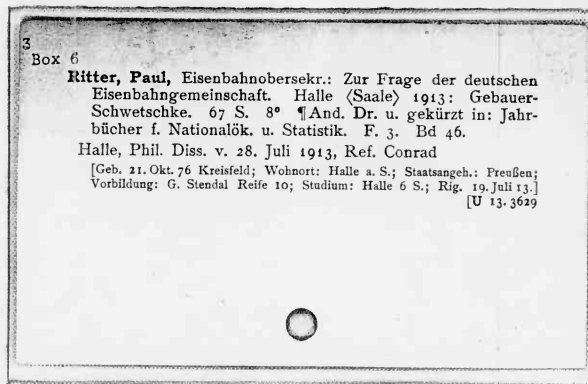 3
Box 6
Ritter, Paul, Eisenbahnobersekr.: Zur Frage der deutschen
Eisenbahngemeinschaft. Halle ⟨Saale⟩ 1913: Gebauer-
Schwetschke. 67 S. 8° ¶ And. Dr. u. gekürzt in: Jahr-
bücher f. Nationalök. u. Statistik. F. 3. Bd 46.
Halle, Phil. Diss. v. 28. Juli 1913, Ref. Conrad
[Geb. 21. Okt. 76 Kreisfeld; Wohnort: Halle a. S.; Staatsangeh.: Preußen;
Vorbildung: G. Stendal Reife 10; Studium: Halle 6 S.; Rig. 19. Juli 13.]
[U 13. 3629